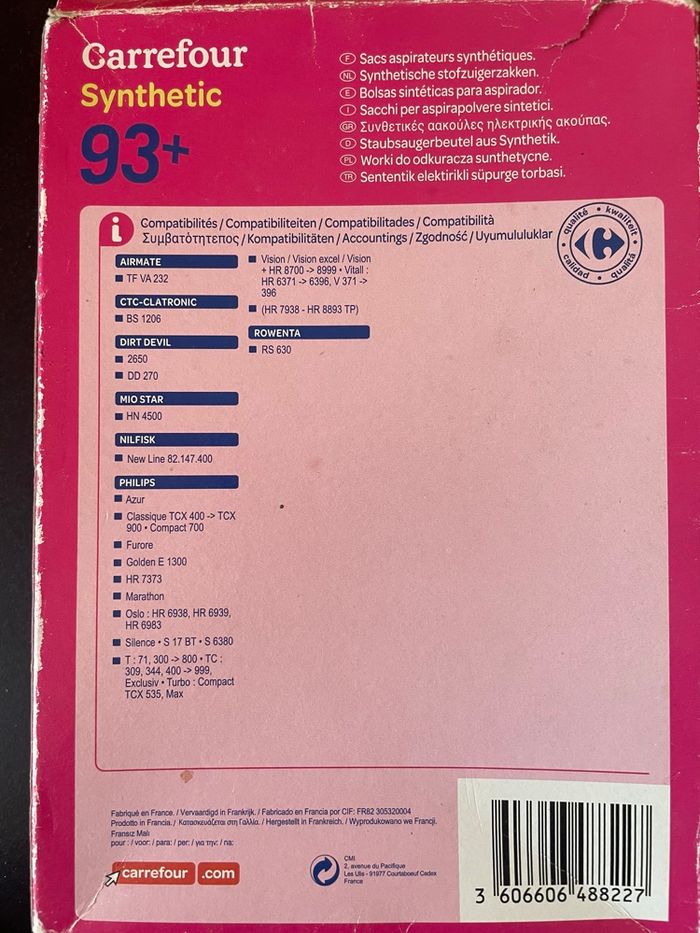 Carrefour
Synthetic
93+
F Sacs aspirateurs synthétiques.
NL Synthetische stofzuigerzakken.
E Bolsas sintéticas para aspirador.
I Sacchi per aspirapolvere sintetici.
GR Συνθετικές αακούλες ηλεκτρικής ακούπας.
D Staubsaugerbeutel aus Synthetik.
PL Worki do odkuracza sunthetycne.
TR Sententik elektirikli süpurge torbasi.
i
Compatibilités / Compatibiliteiten / Compatibilitades / Compatibilità
Συμβατότητεπος / Kompatibilitäten / Accountings / Zgodność / Uyumululuklar
qualité • kwaliteit • qualità • calidad
AIRMATE
TF VA 232
CTC-CLATRONIC
BS 1206
DIRT DEVIL
2650
DD 270
MIO STAR
HN 4500
NILFISK
New Line 82.147.400
PHILIPS
Azur
Classique TCX 400 -> TCX
900 • Compact 700
Furore
Golden E 1300
HR 7373
Marathon
Oslo : HR 6938, HR 6939,
HR 6983
Silence • S 17 BT • S 6380
T : 71, 300 -> 800 • TC :
309, 344, 400 -> 999,
Exclusiv • Turbo : Compact
TCX 535, Max
Vision / Vision excel / Vision
+ HR 8700 -> 8999 • Vitall :
HR 6371 -> 6396, V 371 ->
396
(HR 7938 - HR 8893 TP)
ROWENTA
RS 630
Fabriqué en France. / Vervaardigd in Frankrijk. / Fabricado en Francia por CIF: FR82 305320004
Prodotto in Francia. / Κατασκευάζεται στη Γαλλία. / Hergestellt in Frankreich. / Wyprodukowano we Francji.
Fransız Malı
pour : / voor: / para: / per: / για την: / na:
carrefour .com
CMI
2, avenue du Pacifique
Les Ulis - 91977 Courtaboeuf Cedex
France
3 606606 488227